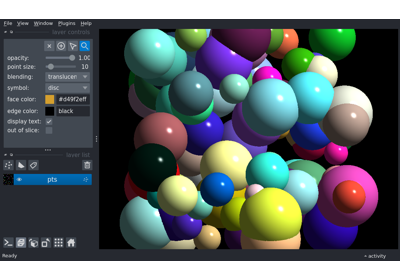 File View Window Plugins Help
layer controls
opacity: 1.00
point size: 10
blending: translucen
symbol: disc
face color: #d49f2eff
edge color: black
display text: ✓
out of slice:
layer list
pts
Ready
activity